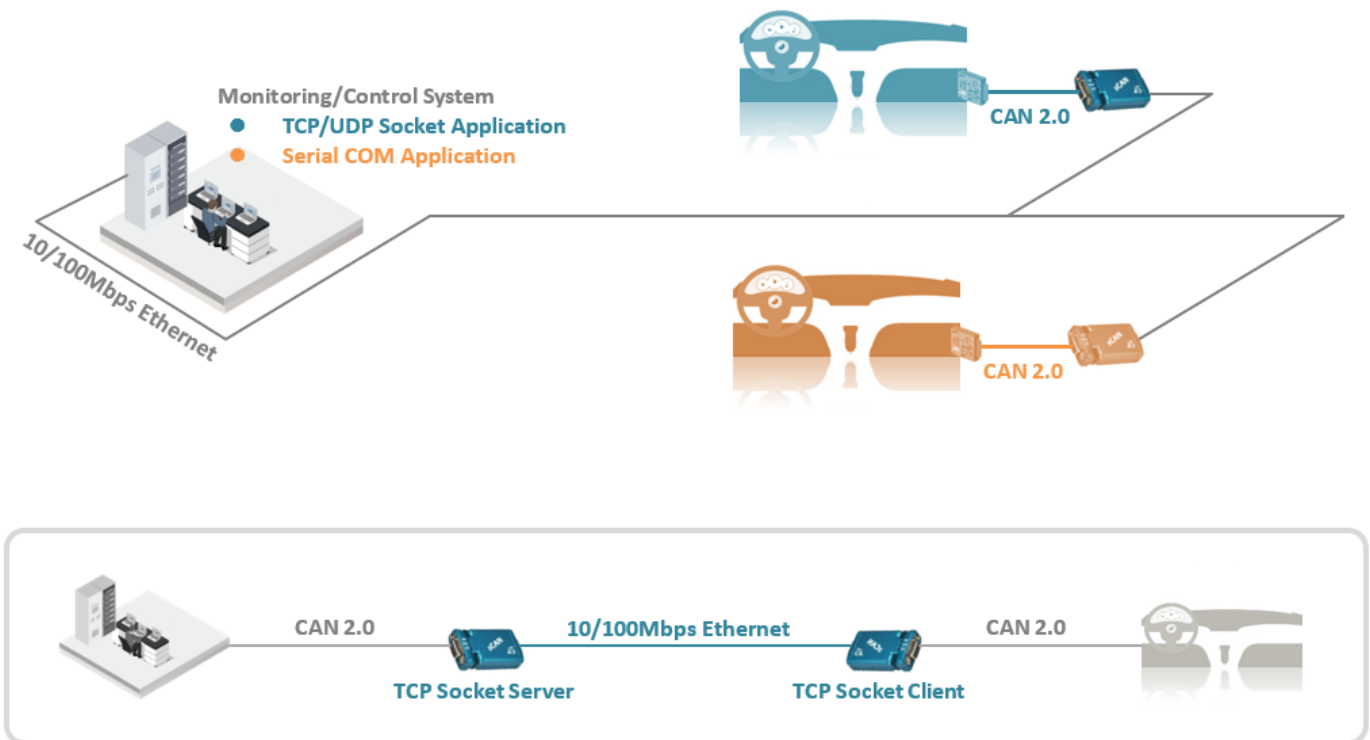 Monitoring/Control System
TCP/UDP Socket Application
Serial COM Application
10/100Mbps Ethernet
CAN 2.0
CAN 2.0
CAN 2.0
10/100Mbps Ethernet
CAN 2.0
TCP Socket Server
TCP Socket Client